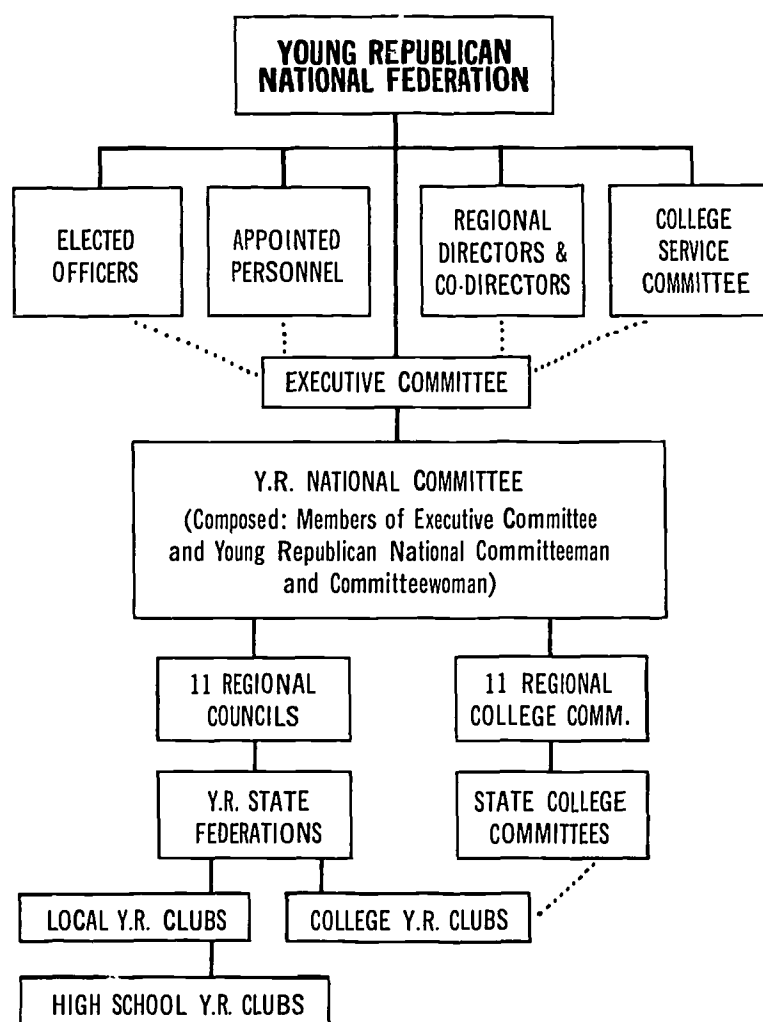 YOUNG REPUBLICAN
NATIONAL FEDERATION
ELECTED
OFFICERS
APPOINTED
PERSONNEL
REGIONAL
DIRECTORS &
CO-DIRECTORS
COLLEGE
SERVICE
COMMITTEE
EXECUTIVE COMMITTEE
Y.R. NATIONAL COMMITTEE
(Composed: Members of Executive Committee
and Young Republican National Committeeman
and Committeewoman)
11 REGIONAL
COUNCILS
11 REGIONAL
COLLEGE COMM.
Y.R. STATE
FEDERATIONS
STATE COLLEGE
COMMITTEES
LOCAL Y.R. CLUBS
COLLEGE Y.R. CLUBS
HIGH SCHOOL Y.R. CLUBS